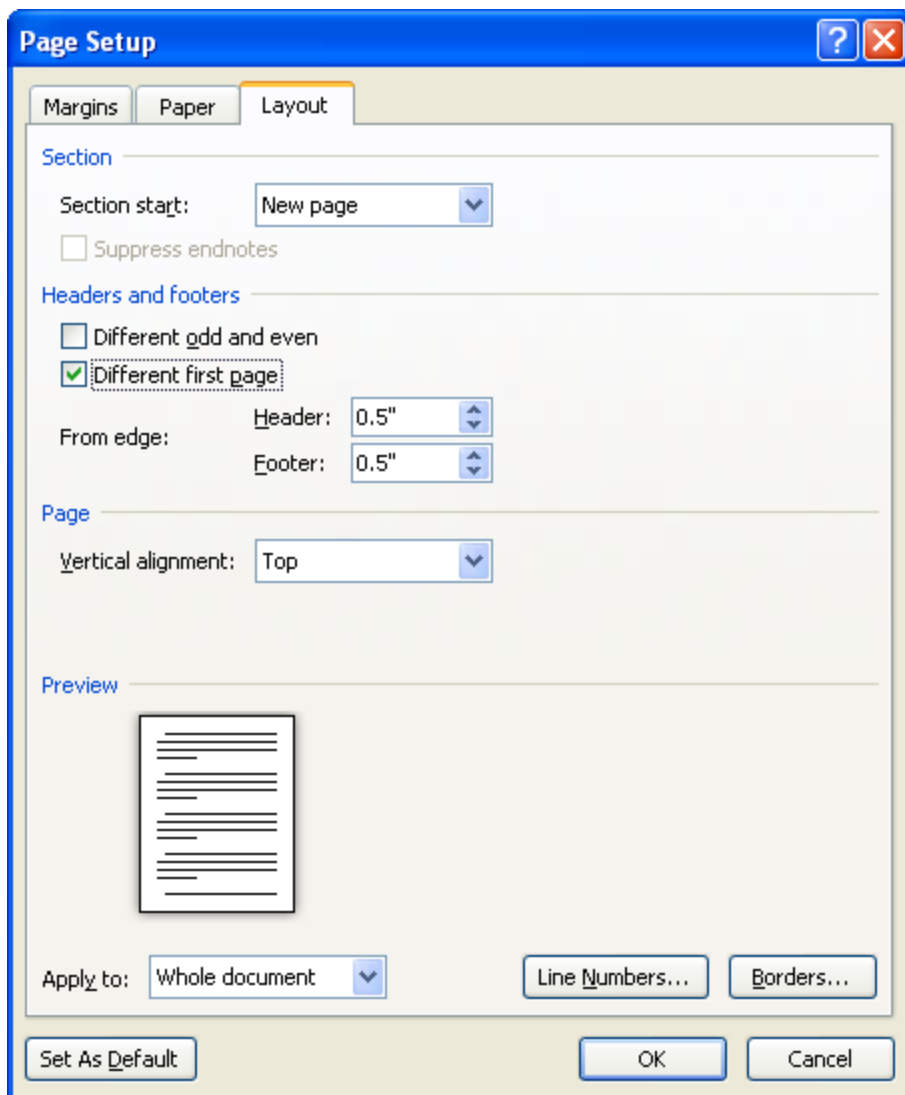 Page Setup
Margins Paper Layout
Section
Section start: New page
Suppress endnotes
Headers and footers
Different odd and even
Different first page
From edge: Header: 0.5"
Footer: 0.5"
Page
Vertical alignment: Top
Preview
Apply to: Whole document Line Numbers... Borders...
Set As Default OK Cancel